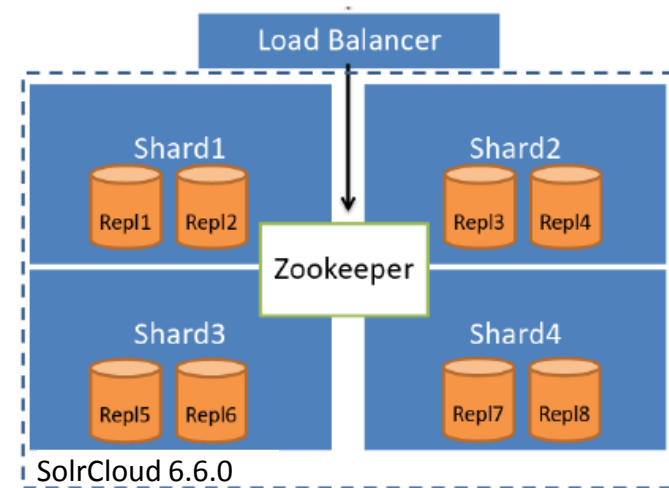 Load Balancer
Shard1
Repl1
Repl2
Shard2
Repl3
Repl4
Zookeeper
Shard3
Repl5
Repl6
Shard4
Repl7
Repl8
SolrCloud 6.6.0